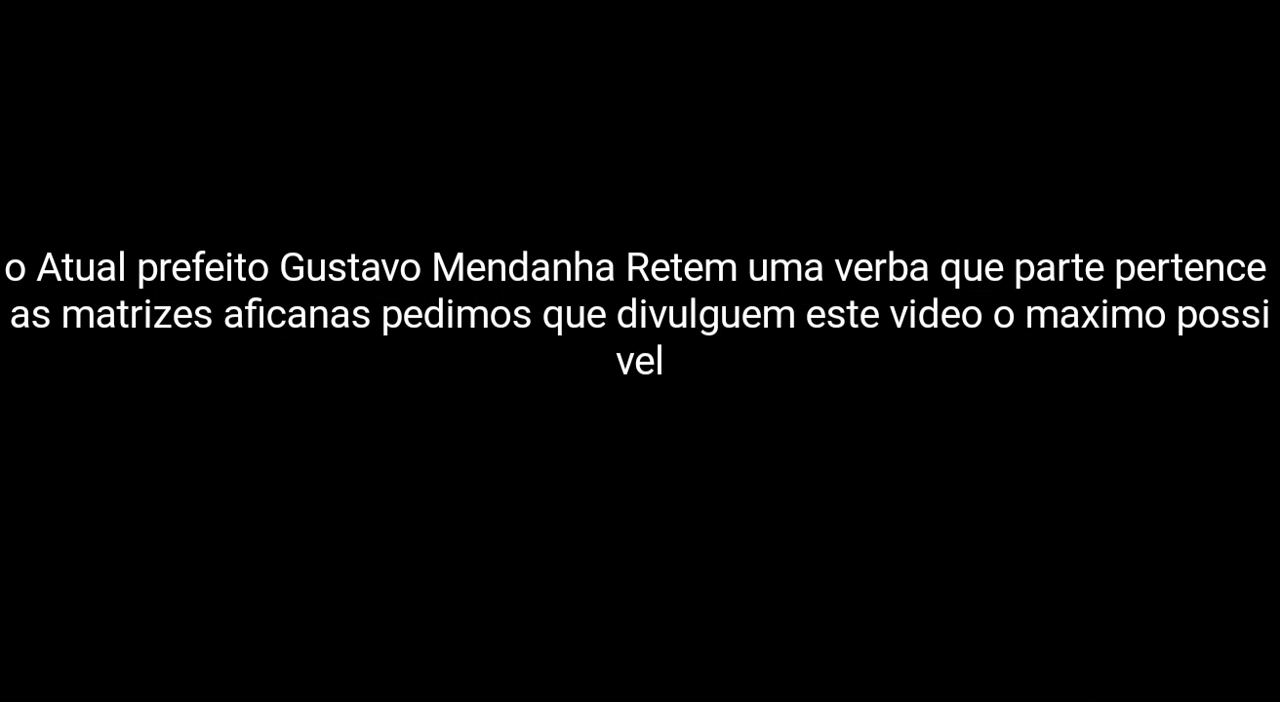 o Atual prefeito Gustavo Mendanha Retem uma verba que parte pertence
as matrizes aficanas pedimos que divulguem este video o maximo possi
vel